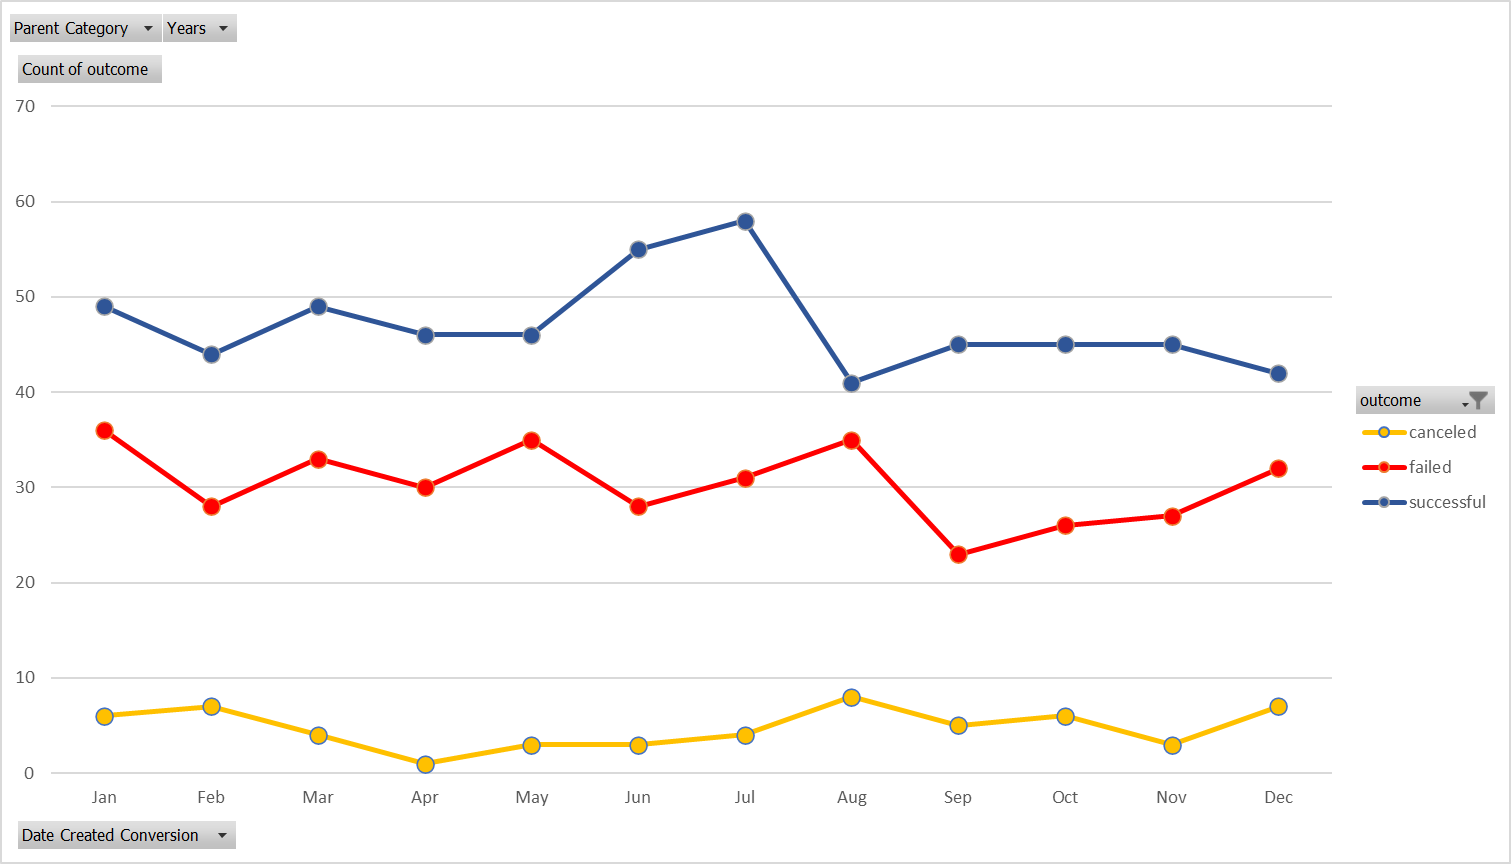 Parent Category Years
Count of outcome
70
60
50
40
30
20
10
0
Jan Feb Mar Apr May Jun Jul Aug Sep Oct Nov Dec
Date Created Conversion
outcome
canceled
failed
successful